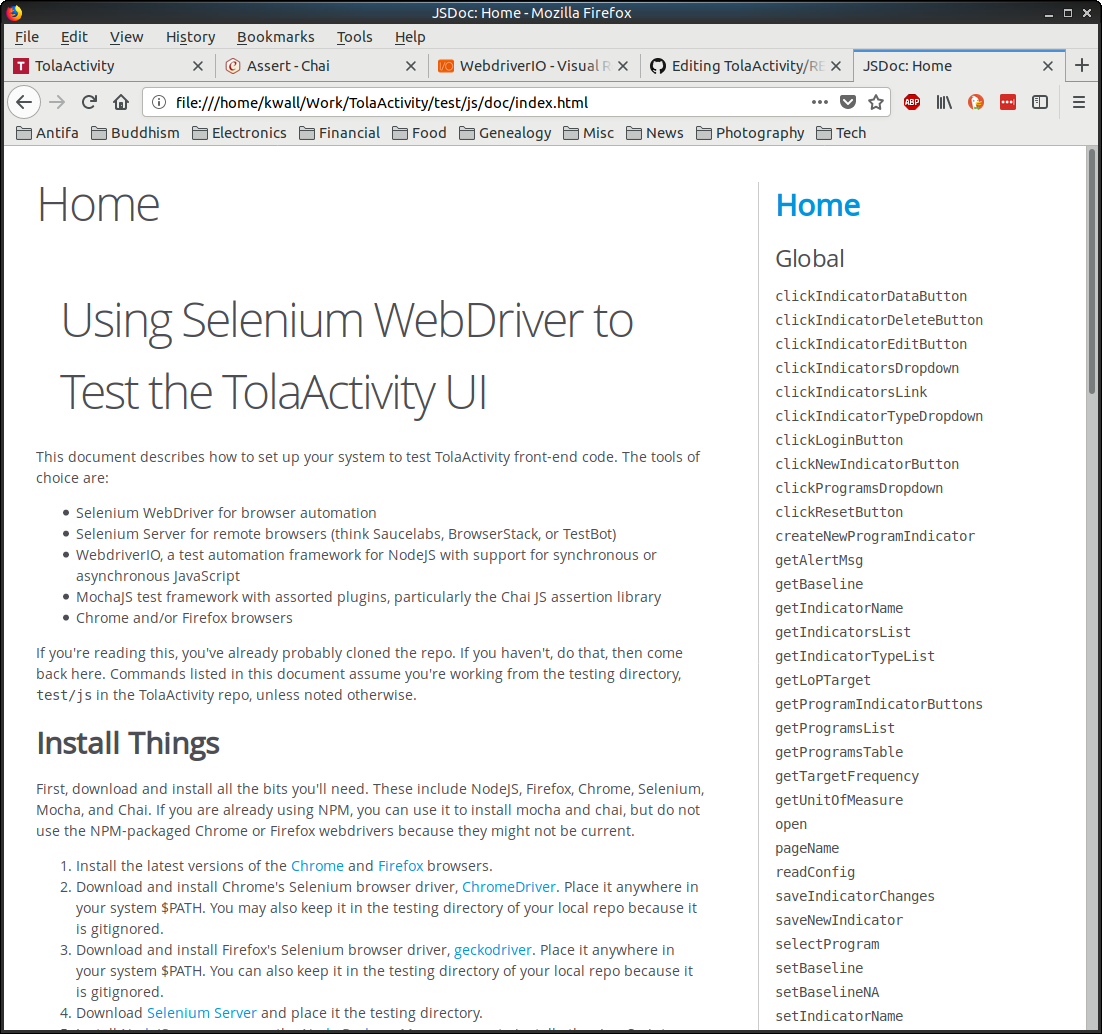 JSDoc: Home - Mozilla Firefox
File Edit View History Bookmarks Tools Help
TolaActivity
Assert - Chai
WebdriverIO - Visual R
Editing TolaActivity/RE
JSDoc: Home
file:///home/kwall/Work/TolaActivity/test/js/doc/index.html
ABP
Antifa Buddhism Electronics Financial Food Genealogy Misc News Photography Tech
Home
Using Selenium WebDriver to
Test the TolaActivity UI
This document describes how to set up your system to test TolaActivity front-end code. The tools of
choice are:
Selenium WebDriver for browser automation
Selenium Server for remote browsers (think Saucelabs, BrowserStack, or TestBot)
WebdriverIO, a test automation framework for NodeJS with support for synchronous or
asynchronous JavaScript
MochaJS test framework with assorted plugins, particularly the Chai JS assertion library
Chrome and/or Firefox browsers
If you're reading this, you've already probably cloned the repo. If you haven't, do that, then come
back here. Commands listed in this document assume you're working from the testing directory,
test/js in the TolaActivity repo, unless noted otherwise.
Install Things
First, download and install all the bits you'll need. These include NodeJS, Firefox, Chrome, Selenium,
Mocha, and Chai. If you are already using NPM, you can use it to install mocha and chai, but do not
use the NPM-packaged Chrome or Firefox webdrivers because they might not be current.
1. Install the latest versions of the Chrome and Firefox browsers.
2. Download and install Chrome's Selenium browser driver, ChromeDriver. Place it anywhere in
your system $PATH. You may also keep it in the testing directory of your local repo because it
is gitignored.
3. Download and install Firefox's Selenium browser driver, geckodriver. Place it anywhere in
your system $PATH. You can also keep it in the testing directory of your local repo because it
is gitignored.
4. Download Selenium Server and place it the testing directory.
Home
Global
clickIndicatorDataButton
clickIndicatorDeleteButton
clickIndicatorEditButton
clickIndicatorsDropdown
clickIndicatorsLink
clickIndicatorTypeDropdown
clickLoginButton
clickNewIndicatorButton
clickProgramsDropdown
clickResetButton
createNewProgramIndicator
getAlertMsg
getBaseline
getIndicatorName
getIndicatorsList
getIndicatorTypeList
getLoPTarget
getProgramIndicatorButtons
getProgramsList
getProgramsTable
getTargetFrequency
getUnitOfMeasure
open
pageName
readConfig
saveIndicatorChanges
saveNewIndicator
selectProgram
setBaseline
setBaselineNA
setIndicatorName